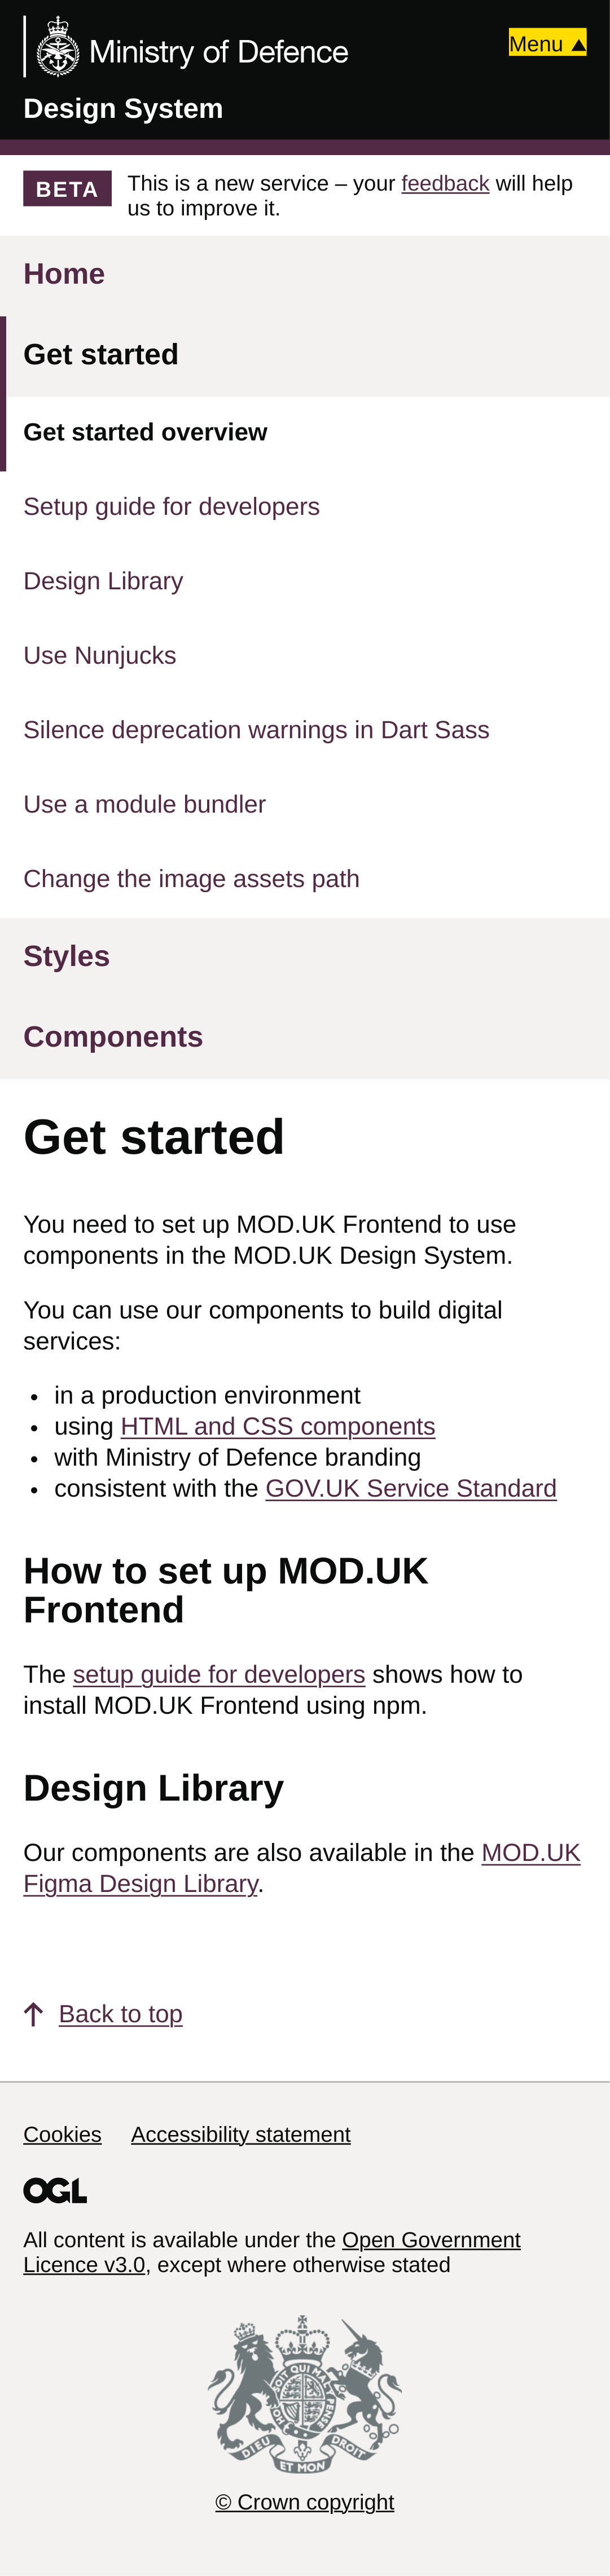 Ministry of Defence
Menu ▲
Design System
BETA
This is a new service – your feedback will help
us to improve it.
Home
Get started
Get started overview
Setup guide for developers
Design Library
Use Nunjucks
Silence deprecation warnings in Dart Sass
Use a module bundler
Change the image assets path
Styles
Components
Get started
You need to set up MOD.UK Frontend to use
components in the MOD.UK Design System.
You can use our components to build digital
services:
• in a production environment
• using HTML and CSS components
• with Ministry of Defence branding
• consistent with the GOV.UK Service Standard
How to set up MOD.UK
Frontend
The setup guide for developers shows how to
install MOD.UK Frontend using npm.
Design Library
Our components are also available in the MOD.UK
Figma Design Library.
↑ Back to top
Cookies Accessibility statement
OGL
All content is available under the Open Government
Licence v3.0, except where otherwise stated
DIEU ET MON DROIT
© Crown copyright